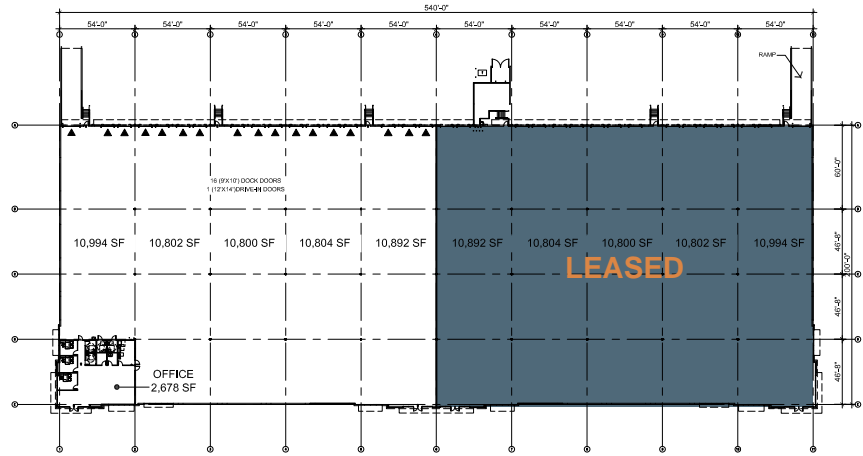 540'-0"
54'-0" 54'-0" 54'-0" 54'-0" 54'-0" 54'-0" 54'-0" 54'-0" 54'-0" 54'-0"
RAMP
16 (9'X10') DOCK DOORS
1 (12'X14')DRIVE-IN DOORS
60'-0"
10,994 SF 10,802 SF 10,800 SF 10,804 SF 10,892 SF 10,892 SF 10,804 SF 10,800 SF 10,802 SF 10,994 SF
46'-8"
200'-0"
LEASED
46'-8"
OFFICE
2,678 SF
46'-8"